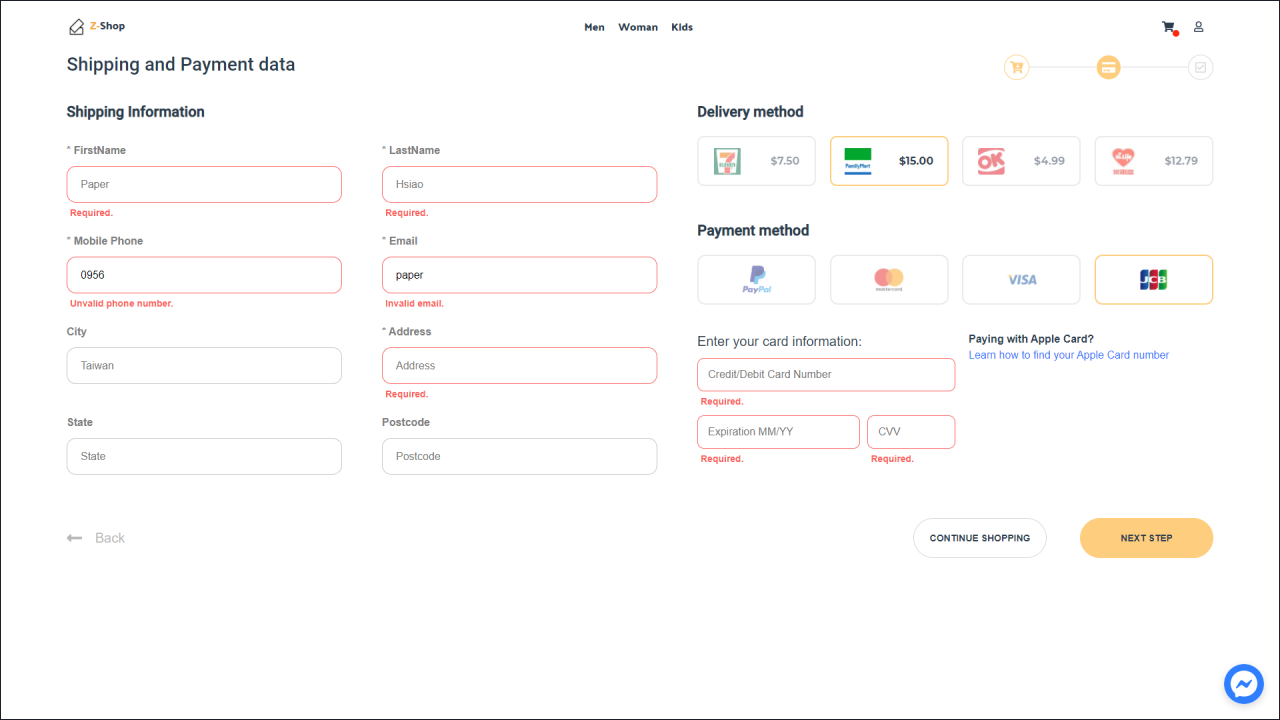 Z-Shop
Men Woman Kids
Shipping and Payment data
Shipping Information
* FirstName
* LastName
Paper
Hsiao
Required.
Required.
* Mobile Phone
* Email
0956
paper
Unvalid phone number.
Invalid email.
City
* Address
Taiwan
Address
Required.
State
Postcode
State
Postcode
Delivery method
7
ELEVEN
$7.50
FamilyMart
$15.00
OK
$4.99
Hi-Life
$12.79
Payment method
PayPal
mastercard
VISA
JCB
Enter your card information:
Credit/Debit Card Number
Required.
Expiration MM/YY
CVV
Required.
Required.
Paying with Apple Card?
Learn how to find your Apple Card number
Back
CONTINUE SHOPPING
NEXT STEP